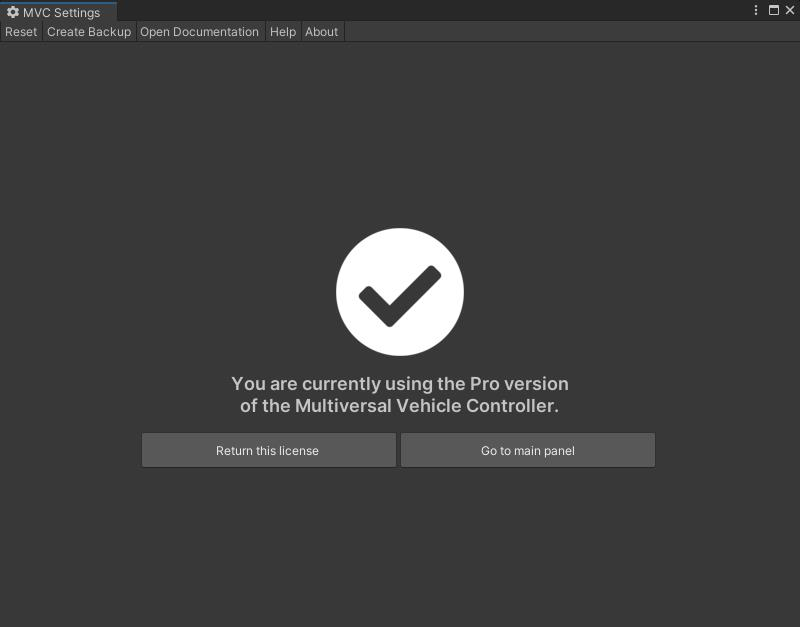 MVC Settings
Reset Create Backup Open Documentation Help About
You are currently using the Pro version
of the Multiversal Vehicle Controller.
Return this license Go to main panel